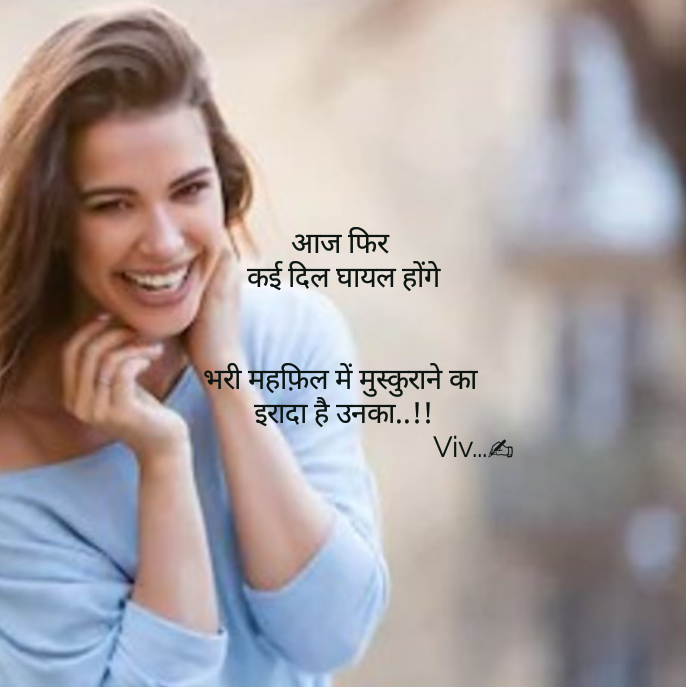 आज फिर
कई दिल घायल होंगे
भरी महफ़िल में मुस्कुराने का
इरादा है उनका..!!
Viv...✍